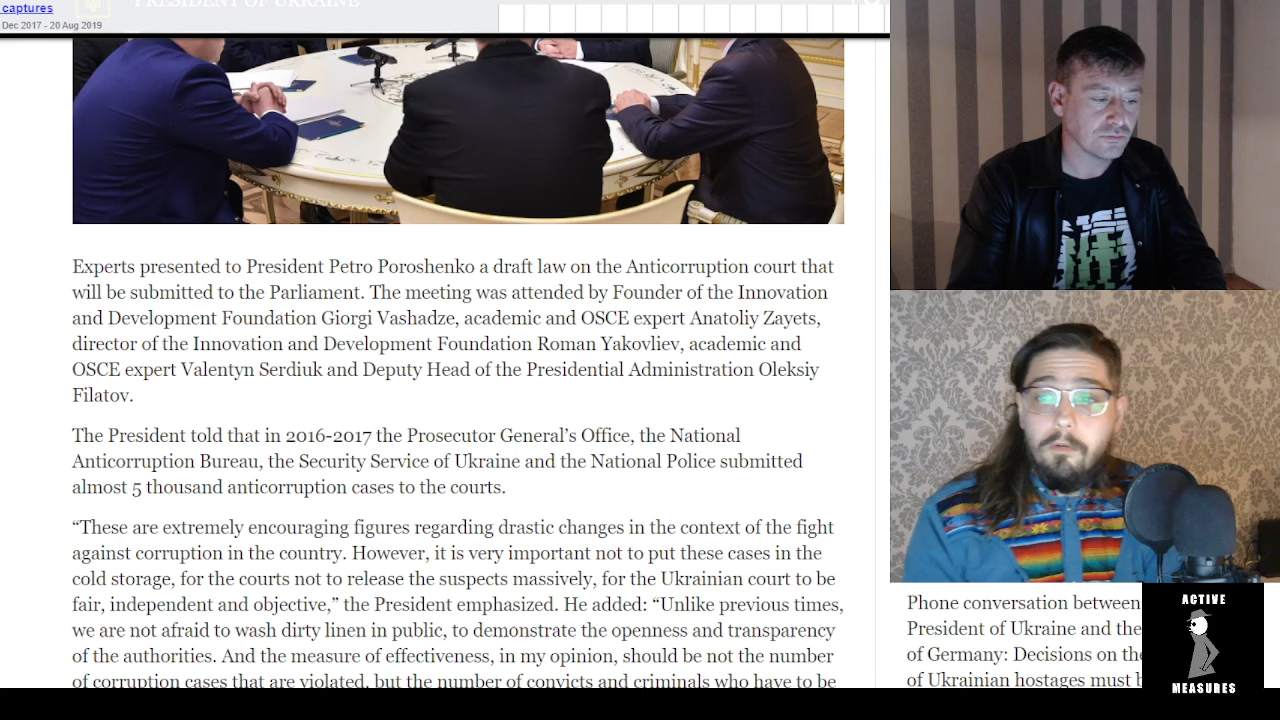 PRESIDENT OF UKRAINE
captures
Dec 2017 - 20 Aug 2019
Experts presented to President Petro Poroshenko a draft law on the Anticorruption court that
will be submitted to the Parliament. The meeting was attended by Founder of the Innovation
and Development Foundation Giorgi Vashadze, academic and OSCE expert Anatoliy Zayets,
director of the Innovation and Development Foundation Roman Yakovliev, academic and
OSCE expert Valentyn Serdiuk and Deputy Head of the Presidential Administration Oleksiy
Filatov.
The President told that in 2016-2017 the Prosecutor General’s Office, the National
Anticorruption Bureau, the Security Service of Ukraine and the National Police submitted
almost 5 thousand anticorruption cases to the courts.
“These are extremely encouraging figures regarding drastic changes in the context of the fight
against corruption in the country. However, it is very important not to put these cases in the
cold storage, for the courts not to release the suspects massively, for the Ukrainian court to be
fair, independent and objective,” the President emphasized. He added: “Unlike previous times,
we are not afraid to wash dirty linen in public, to demonstrate the openness and transparency
of the authorities. And the measure of effectiveness, in my opinion, should be not the number
of corruption cases that are violated, but the number of convicts and criminals who have to be
Phone conversation between
President of Ukraine and the
of Germany: Decisions on the
of Ukrainian hostages must
ACTIVE
MEASURES